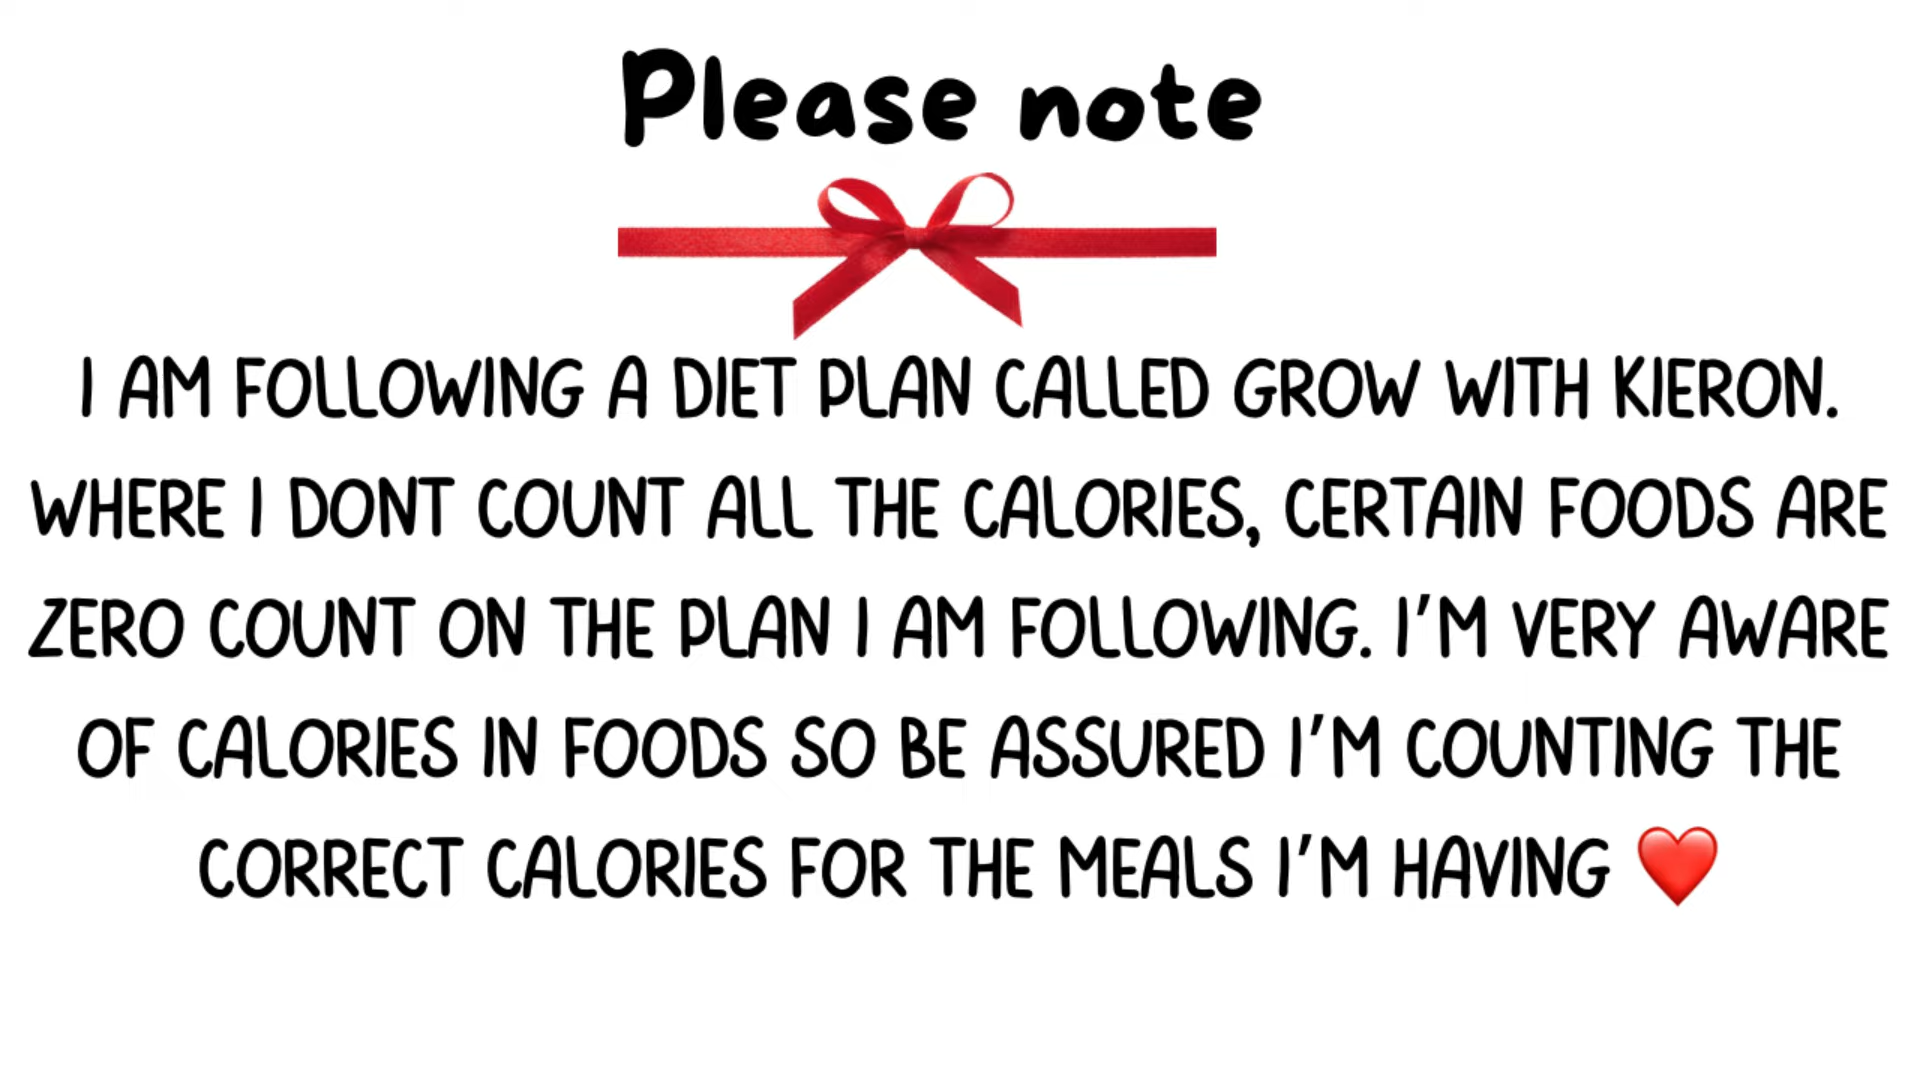 Please note
I AM FOLLOWING A DIET PLAN CALLED GROW WITH KIERON.
WHERE I DONT COUNT ALL THE CALORIES, CERTAIN FOODS ARE
ZERO COUNT ON THE PLAN I AM FOLLOWING. I'M VERY AWARE
OF CALORIES IN FOODS SO BE ASSURED I'M COUNTING THE
CORRECT CALORIES FOR THE MEALS I'M HAVING ❤️